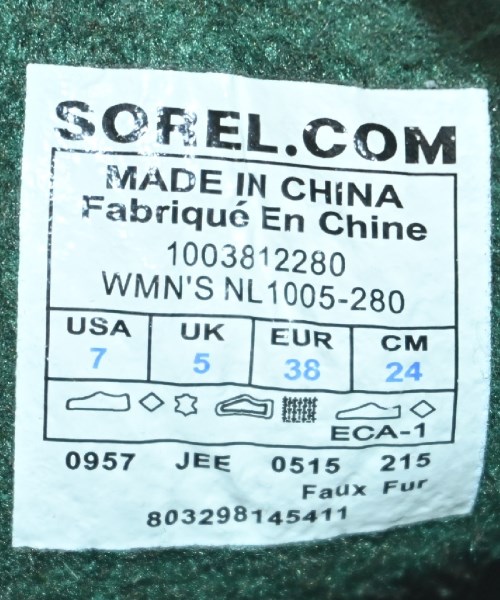 SOREL.COM
MADE IN CHINA
Fabriqué En Chine
1003812280
WMN'S NL1005-280
USA UK EUR CM
7 5 38 24
ECA-1
0957 JEE 0515 215
Faux Fur
803298145411